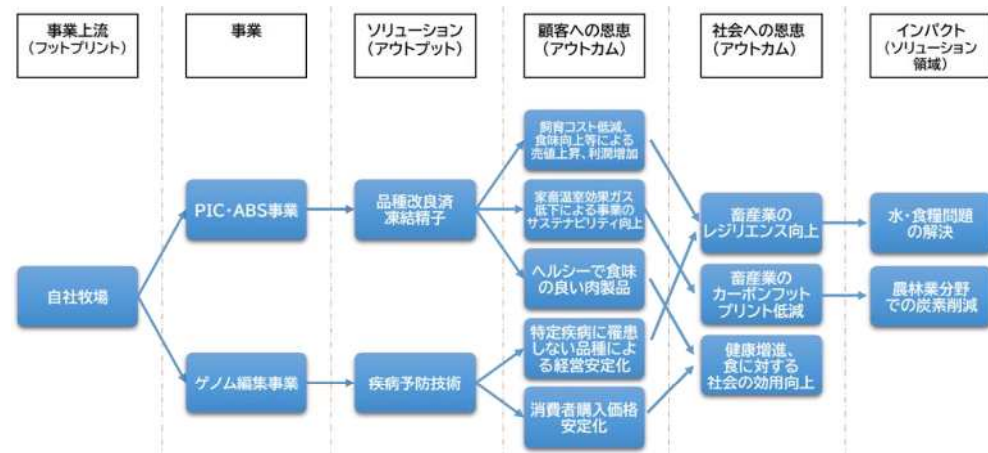 事業上流
(フットプリント)
事業
ソリューション
(アウトプット)
顧客への恩恵
(アウトカム)
社会への恩恵
(アウトカム)
インパクト
(ソリューション
領域)
自社牧場
PIC・ABS事業
ゲノム編集事業
品種改良済
凍結精子
疾病予防技術
飼育コスト低減、
食味向上等による
売値上昇、利潤増加
家畜温室効果ガス
低下による事業の
サステナビリティ向上
ヘルシーで食味
の良い肉製品
特定疾病に罹患
しない品種によ
る経営安定化
消費者購入価格
安定化
畜産業の
レジリエンス向上
畜産業の
カーボンフット
プリント低減
健康増進、
食に対する
社会の効用向上
水・食糧問題
の解決
農林業分野
での炭素削減